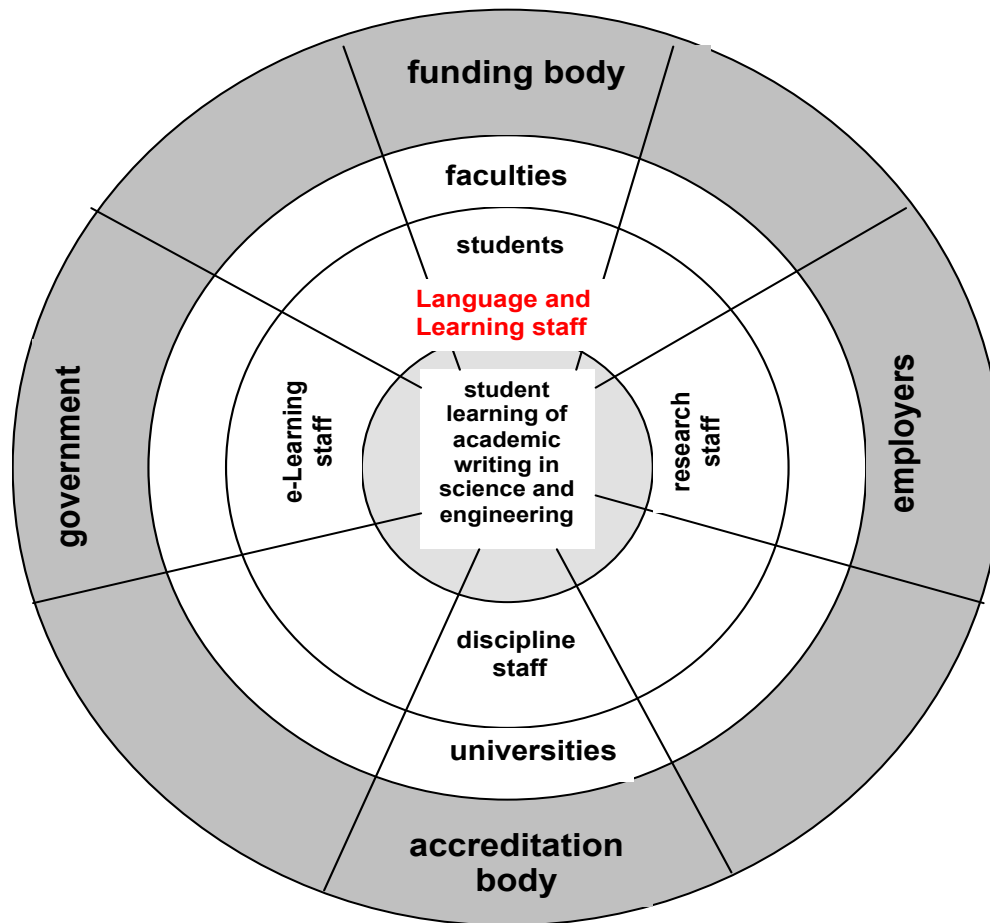 funding body
faculties
students
Language and
Learning staff
government
e-Learning
staff
student
learning of
academic
writing in
science and
engineering
research
staff
employers
discipline
staff
universities
accreditation
body